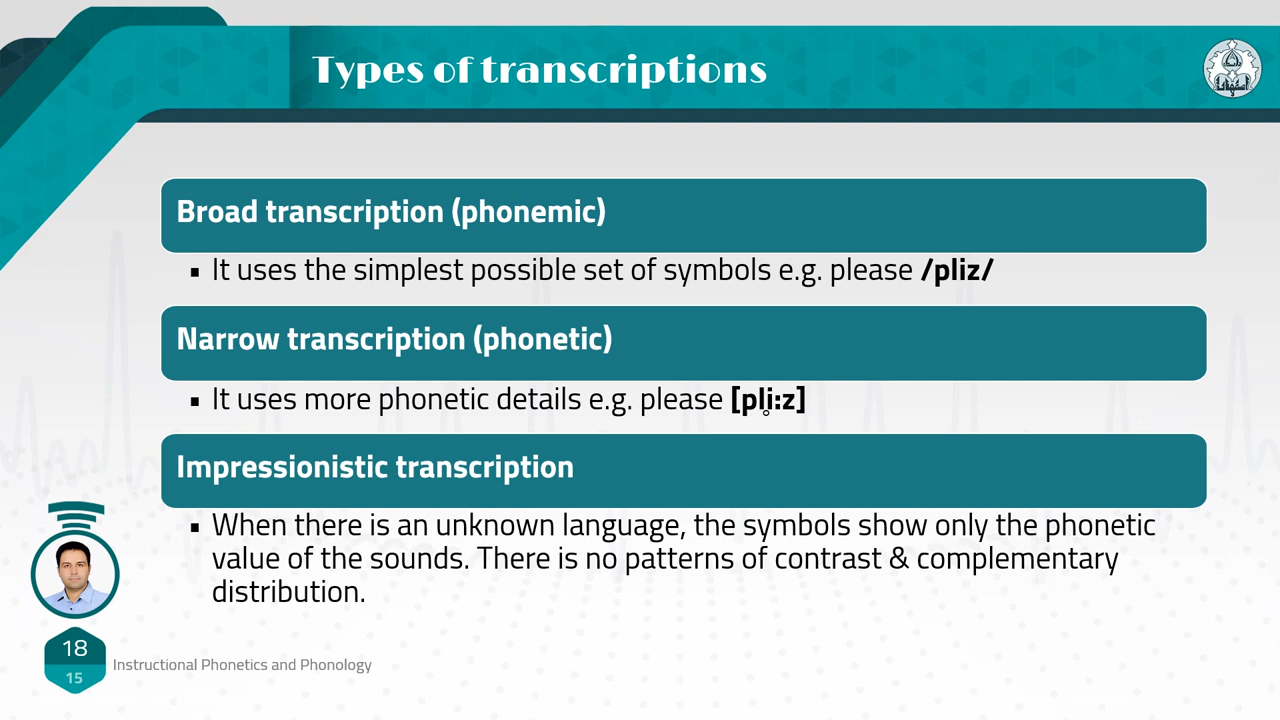 Types of transcriptions
Broad transcription (phonemic)
▪ It uses the simplest possible set of symbols e.g. please /pliz/
Narrow transcription (phonetic)
▪ It uses more phonetic details e.g. please [pl̥i:z]
Impressionistic transcription
▪ When there is an unknown language, the symbols show only the phonetic
value of the sounds. There is no patterns of contrast & complementary
distribution.
18
15
Instructional Phonetics and Phonology